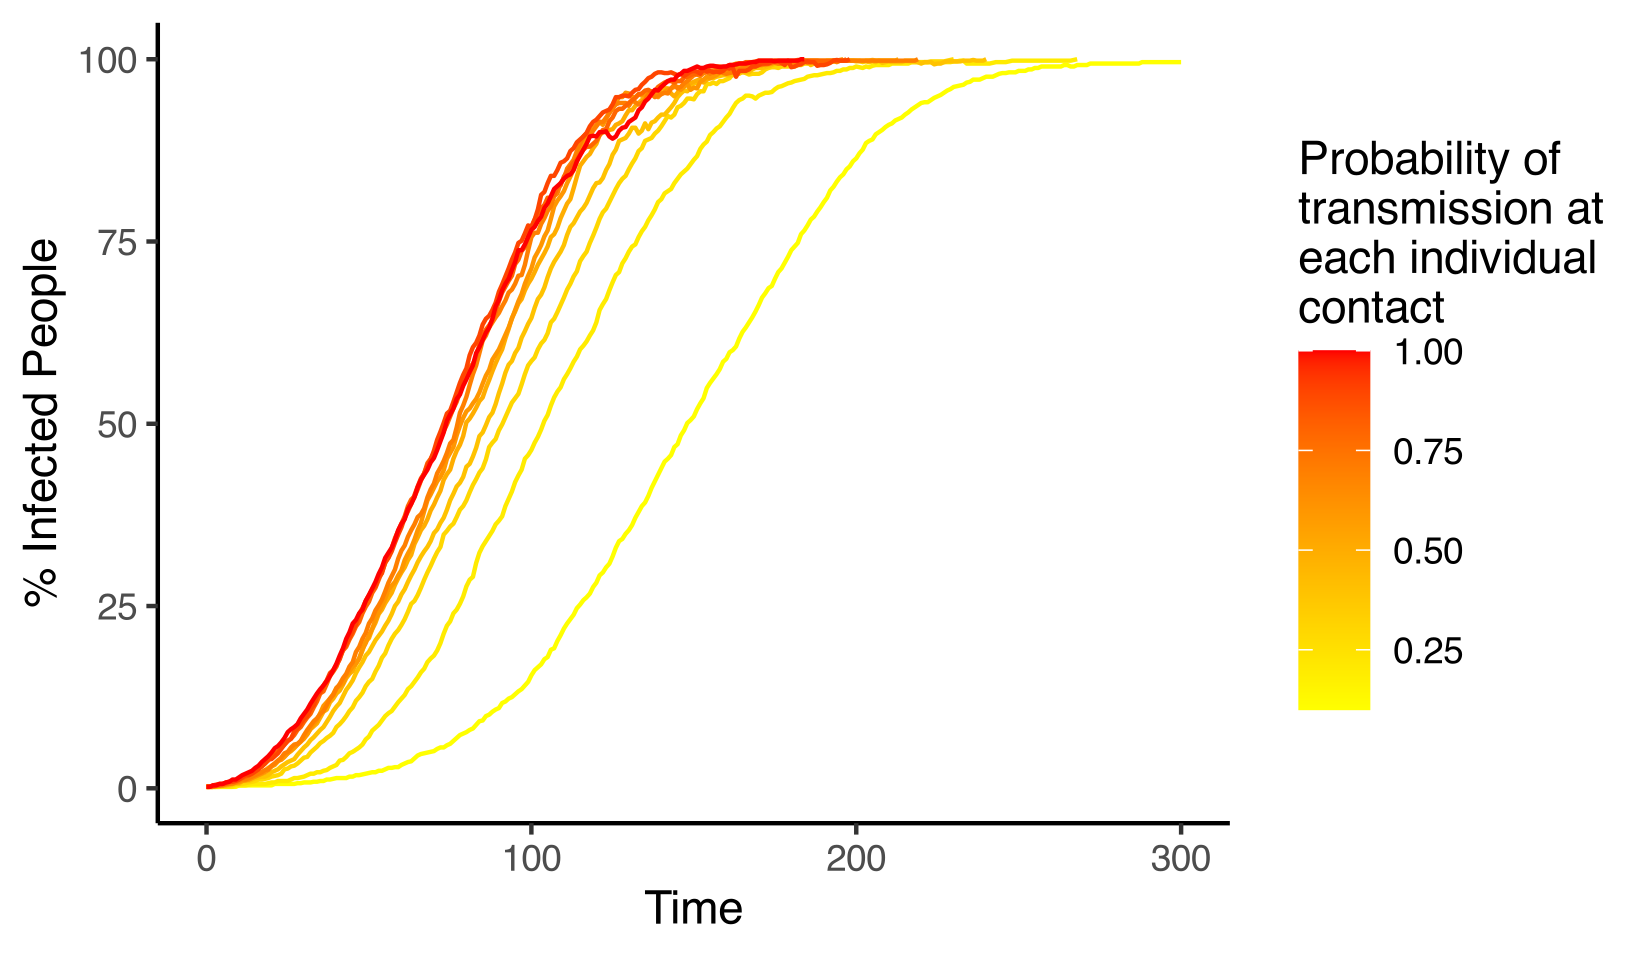 % Infected People
100
75
50
25
0
0 100 200 300
Time
Probability of
transmission at
each individual
contact
1.00
0.75
0.50
0.25